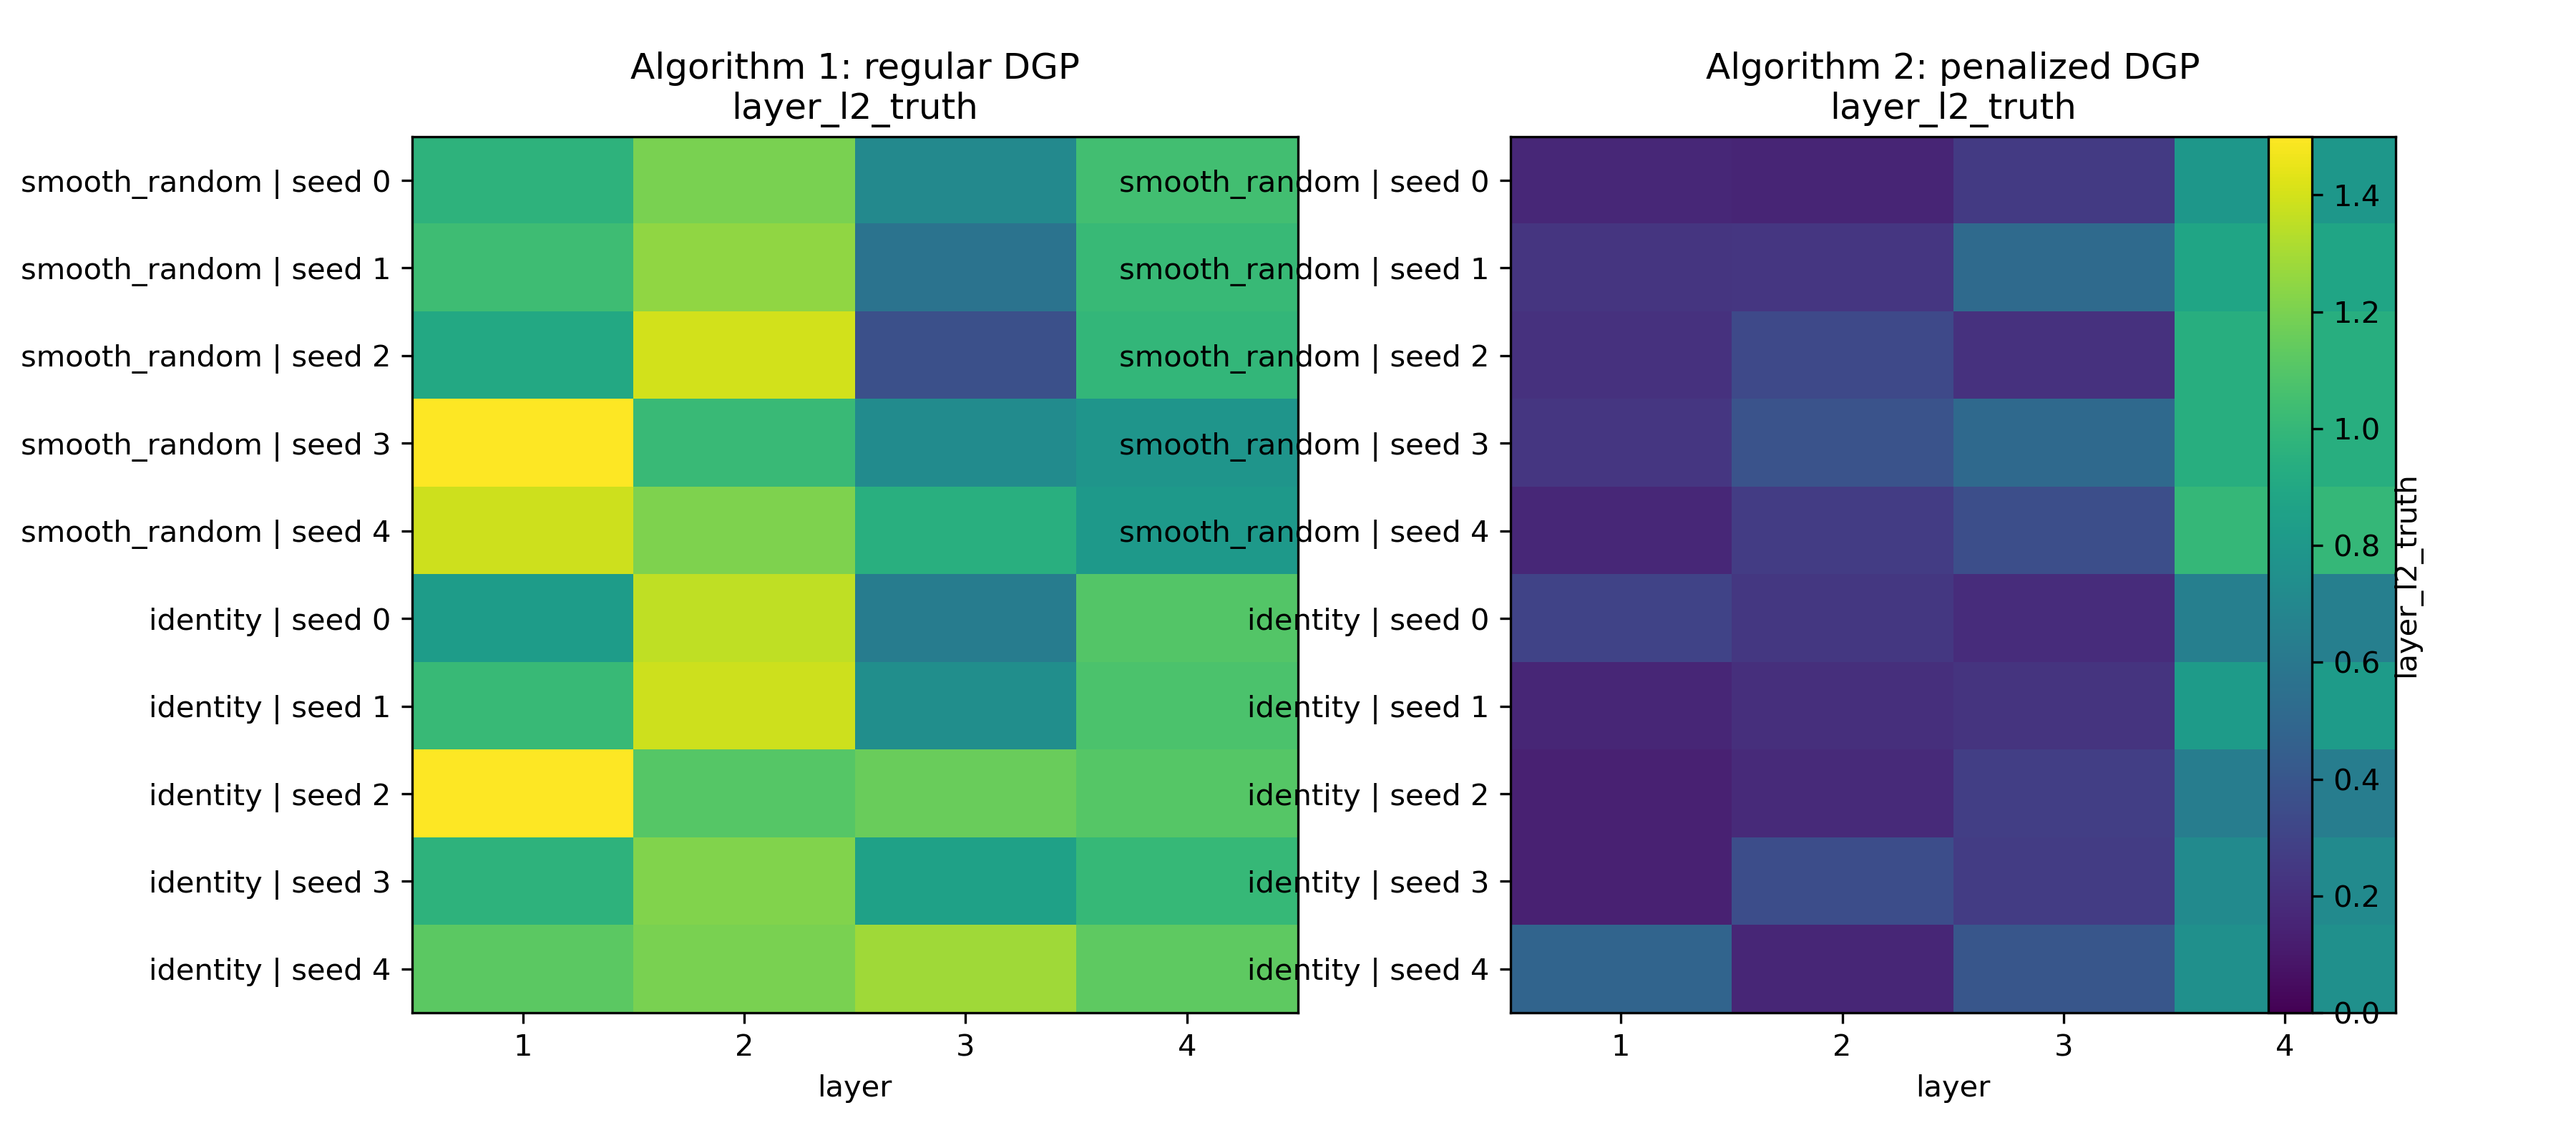 Algorithm 1: regular DGP
layer_l2_truth
smooth_random | seed 0
smooth_random | seed 1
smooth_random | seed 2
smooth_random | seed 3
smooth_random | seed 4
identity | seed 0
identity | seed 1
identity | seed 2
identity | seed 3
identity | seed 4
1 2 3 4
layer
Algorithm 2: penalized DGP
layer_l2_truth
smooth_random | seed 0
smooth_random | seed 1
smooth_random | seed 2
smooth_random | seed 3
smooth_random | seed 4
identity | seed 0
identity | seed 1
identity | seed 2
identity | seed 3
identity | seed 4
1 2 3 4
layer
1.4
1.2
1.0
0.8
0.6
0.4
0.2
0.0
layer_l2_truth